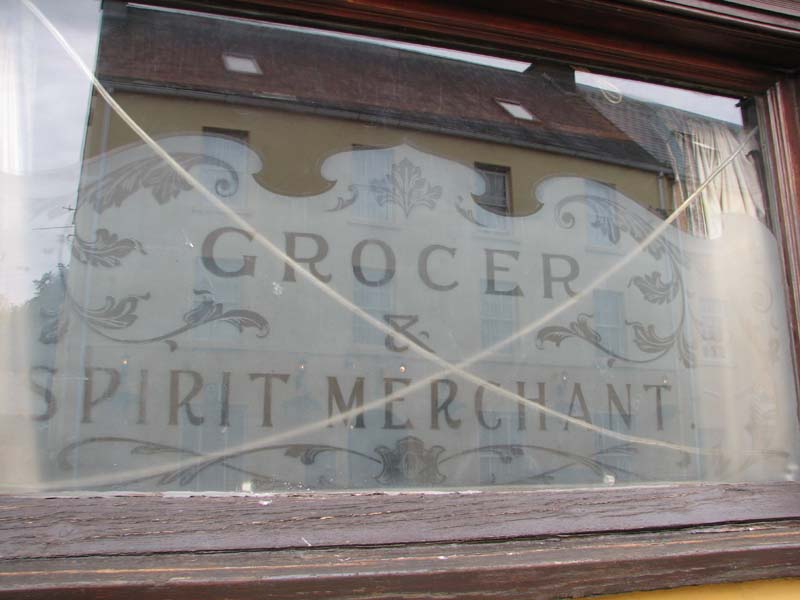 GROCER
&
SPIRIT MERCHANT.